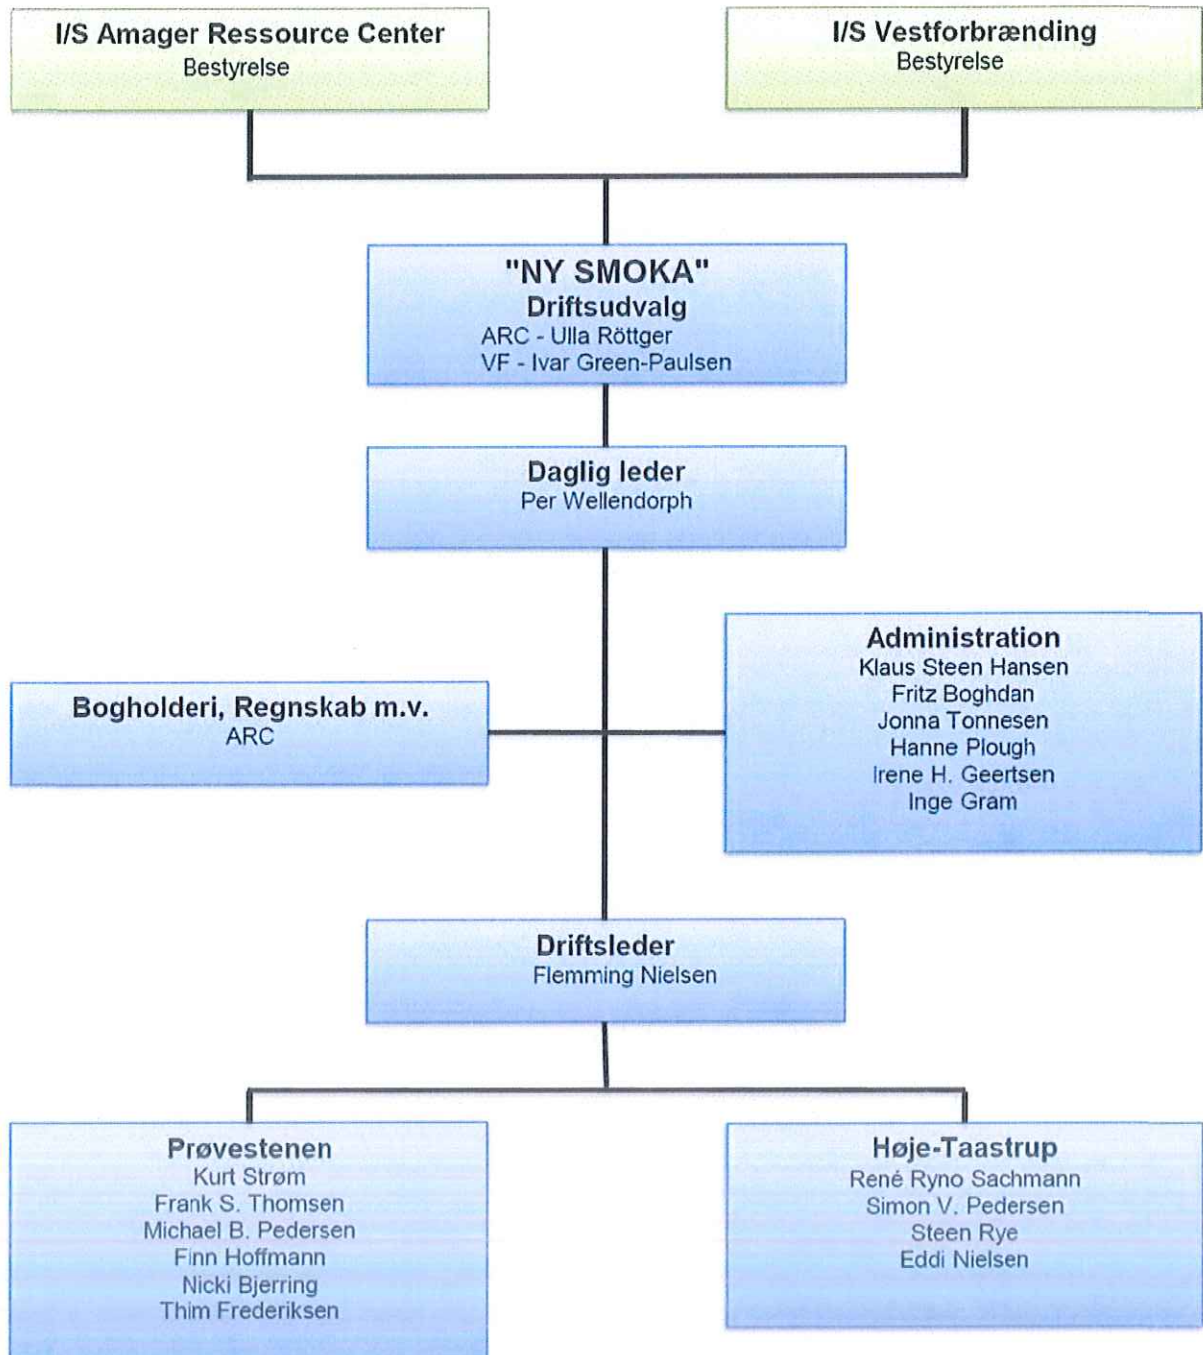 I/S Amager Ressource Center
Bestyrelse
I/S Vestforbrænding
Bestyrelse
"NY SMOKA"
Driftsudvalg
ARC - Ulla Röttger
VF - Ivar Green-Paulsen
Daglig leder
Per Wellendorph
Administration
Klaus Steen Hansen
Fritz Boghdan
Jonna Tonnesen
Hanne Plough
Irene H. Geertsen
Inge Gram
Bogholderi, Regnskab m.v.
ARC
Driftsleder
Flemming Nielsen
Prøvestenen
Kurt Strøm
Frank S. Thomsen
Michael B. Pedersen
Finn Hoffmann
Nicki Bjerring
Thim Frederiksen
Høje-Taastrup
René Ryno Sachmann
Simon V. Pedersen
Steen Rye
Eddi Nielsen